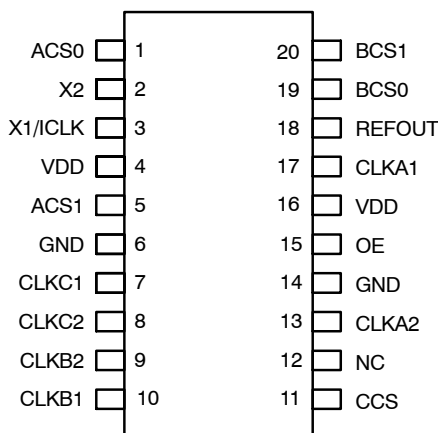 ACS0 1 20 BCS1
X2 2 19 BCS0
X1/ICLK 3 18 REFOUT
VDD 4 17 CLKA1
ACS1 5 16 VDD
GND 6 15 OE
CLKC1 7 14 GND
CLKC2 8 13 CLKA2
CLKB2 9 12 NC
CLKB1 10 11 CCS